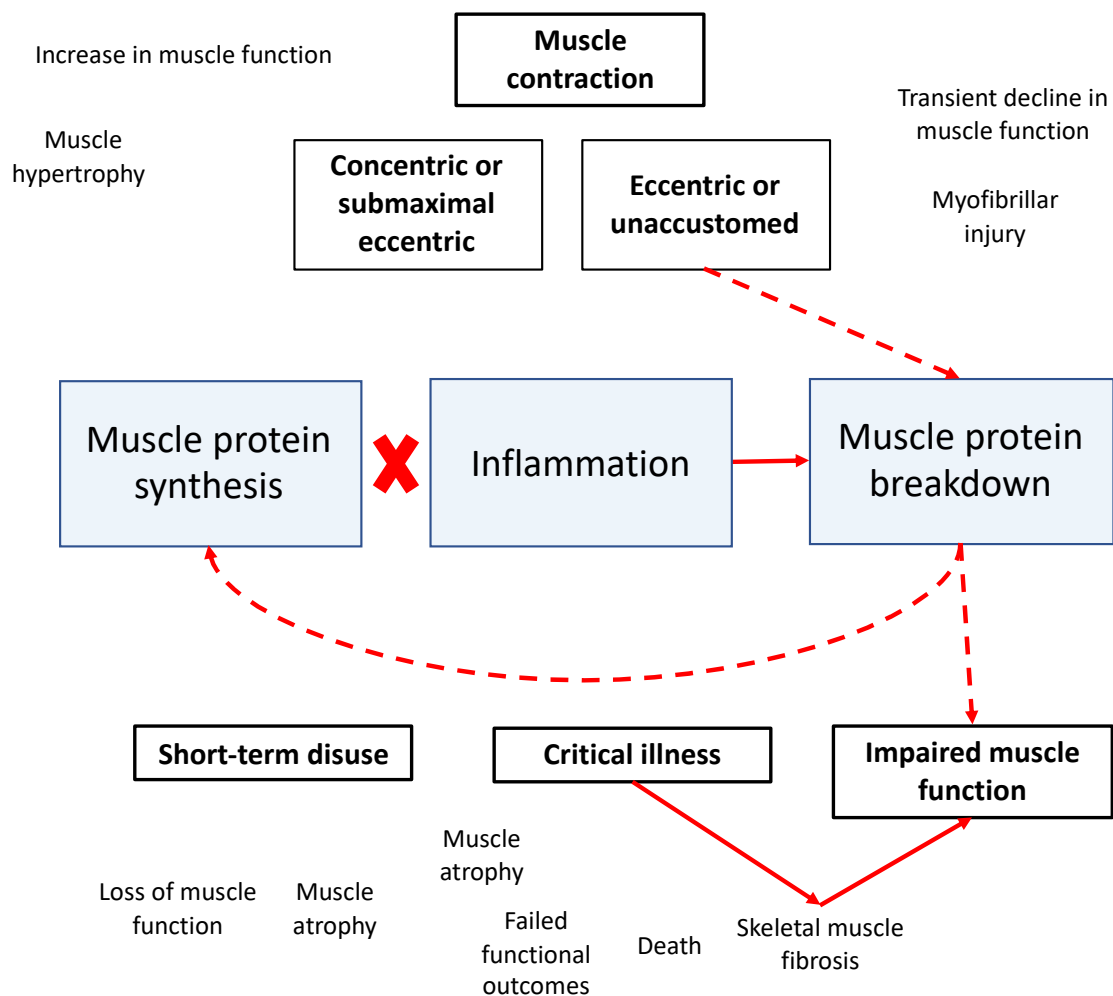 Increase in muscle function
Muscle
contraction
Transient decline in
muscle function
Muscle
hypertrophy
Concentric or
submaximal
eccentric
Eccentric or
unaccustomed
Myofibrillar
injury
Muscle protein
synthesis
Inflammation
Muscle protein
breakdown
Short-term disuse
Critical illness
Impaired muscle
function
Loss of muscle
function
Muscle
atrophy
Muscle
atrophy
Failed
functional
outcomes
Death
Skeletal muscle
fibrosis